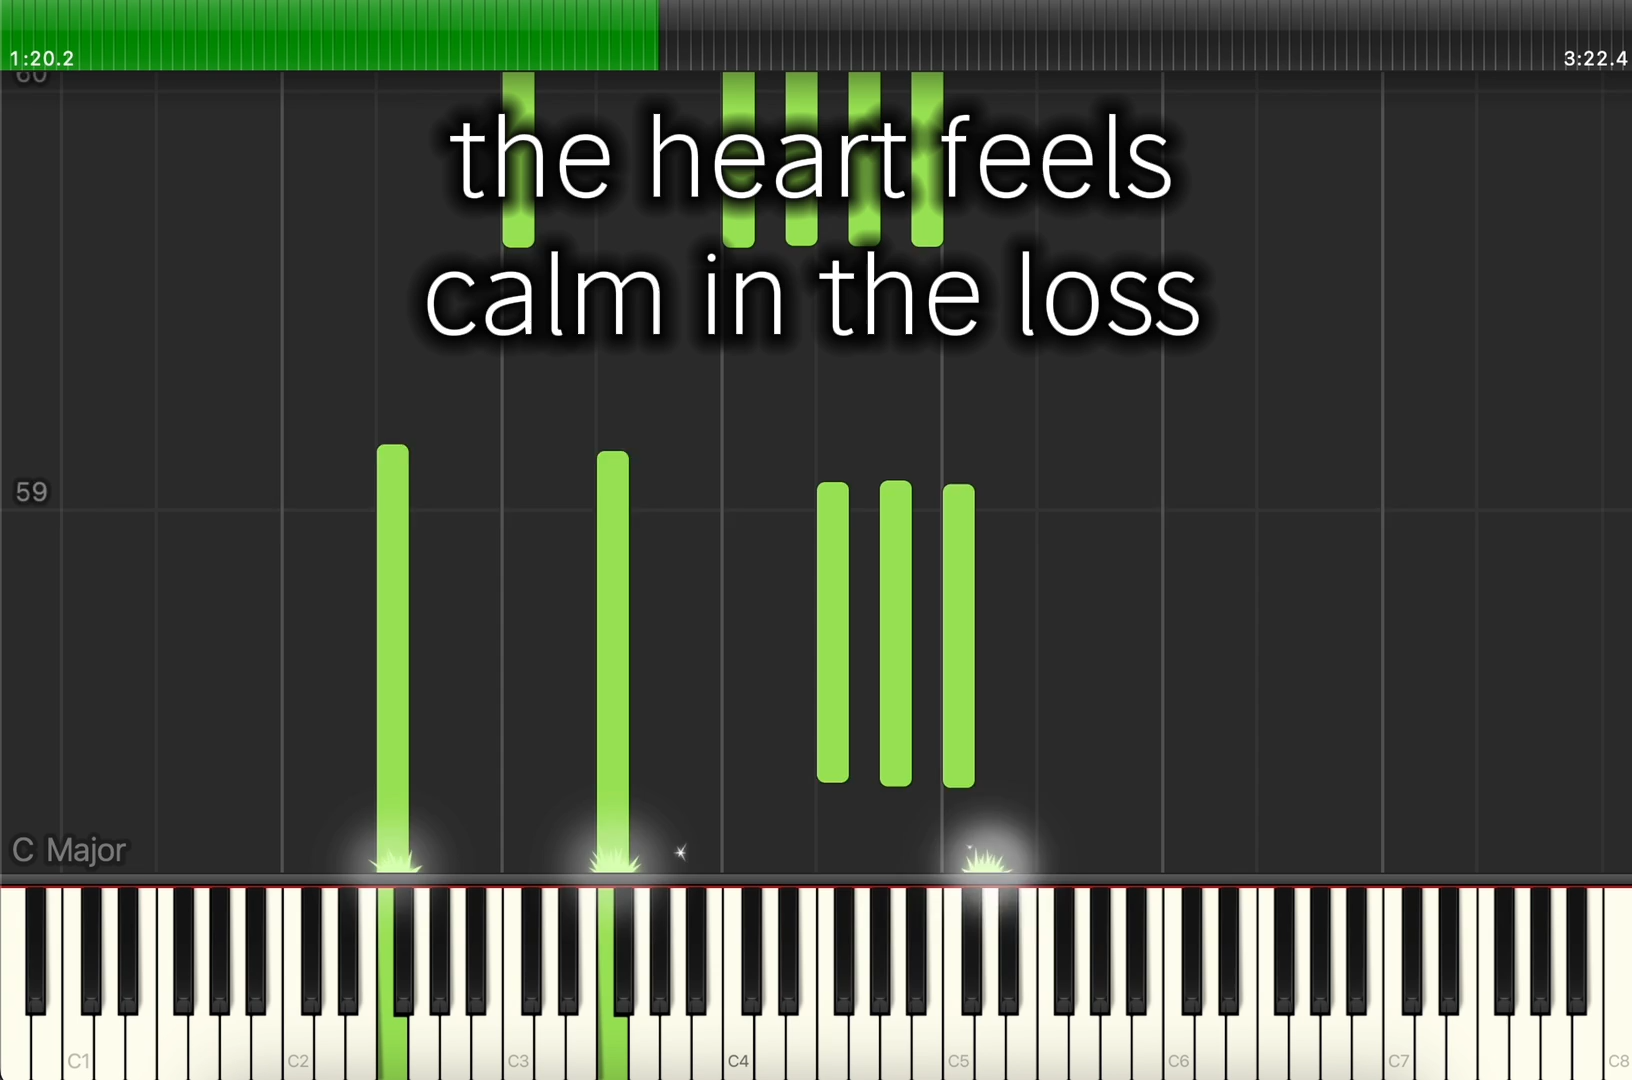 1:20.2
3:22.4
60
the heart feels
calm in the loss
59
C Major
C1 C2 C3 C4 C5 C6 C7 C8